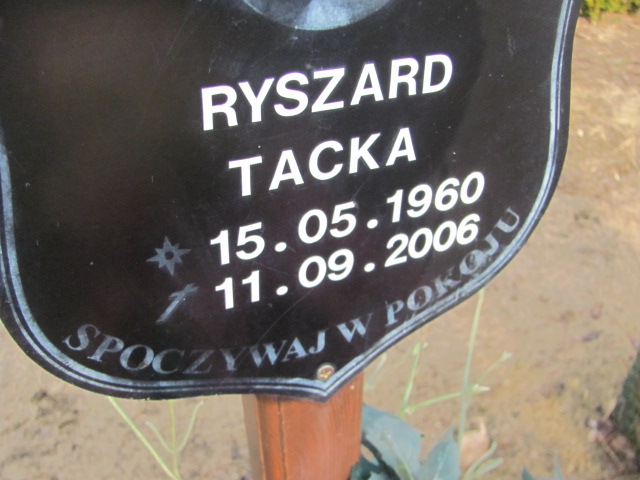 RYSZARD
TACKA
15.05.1960
11.09.2006
SPOCZYWAJ W POKOJU